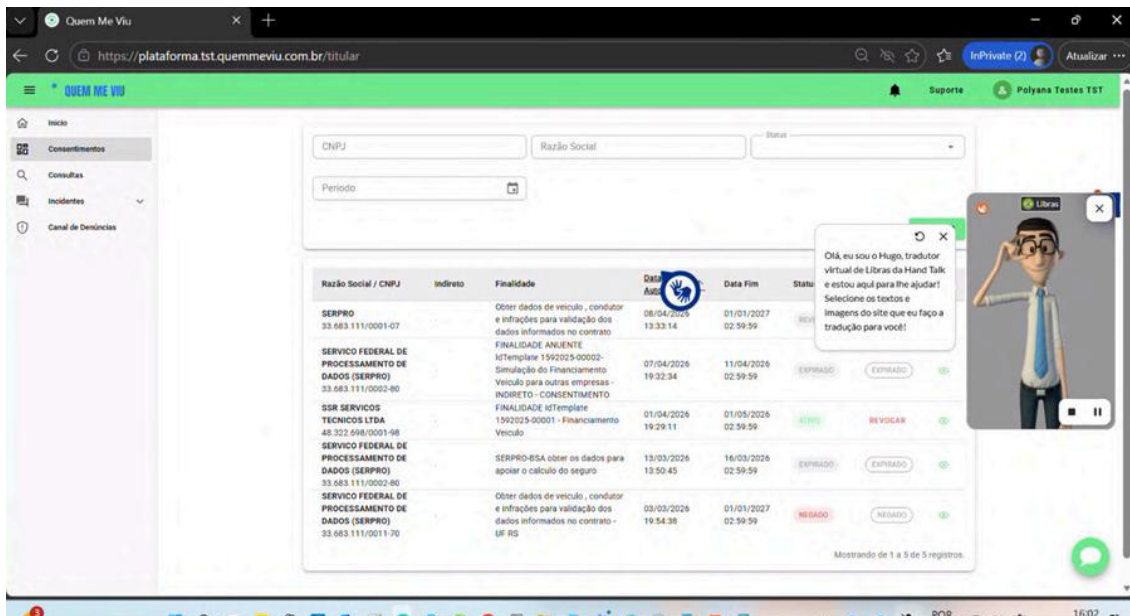 Quem Me Viu
https://plataforma.tst.quemmeviu.com.br/titular
InPrivate (2)
Atualizar
QUEM ME VIU
Suporte
Polyana Testes TST
Início
Consentimentos
Consultas
Incidentes
Canal de Denúncias
CNPJ
Razão Social
Status
Período
Libras
Olá, eu sou o Hugo, tradutor
virtual de Libras da Hand Talk
e estou aqui para lhe ajudar!
Selecione os textos e
imagens do site que eu faço a
tradução para você!
Razão Social / CNPJ Indireto Finalidade Data Data Fim
SERPRO
33.683.111/0001-07
Obter dados de veiculo , condutor
e infrações para validação dos
dados informados no contrato
08/04/2026
13:33:14
01/01/2027
02:59:59
SERVICO FEDERAL DE
PROCESSAMENTO DE
DADOS (SERPRO)
33.683.111/0002-80
FINALIDADE ANUENTE
IdTemplate 1592025-00002-
Simulação do Financiamento
Veiculo para outras empresas -
INDIRETO - CONSENTIMENTO
07/04/2026
19:32:34
11/04/2026
02:59:59
EXPIRADO
EXPIRADO
SSR SERVICOS
TECNICOS LTDA
48.322.698/0001-98
FINALIDADE IdTemplate
1592025-00001 - Financiamento
Veiculo
01/04/2026
19:29:11
01/05/2026
02:59:59
ATIVO
REVOGAR
SERVICO FEDERAL DE
PROCESSAMENTO DE
DADOS (SERPRO)
33.683.111/0002-80
SERPRO-BSA obter os dados para
apoiar o calculo do seguro
13/03/2026
13:50:45
16/03/2026
02:59:59
EXPIRADO
EXPIRADO
SERVICO FEDERAL DE
PROCESSAMENTO DE
DADOS (SERPRO)
33.683.111/0011-70
Obter dados de veiculo , condutor
e infrações para validação dos
dados informados no contrato -
UF RS
03/03/2026
19:54:38
01/01/2027
02:59:59
NEGADO
NEGADO
Mostrando de 1 a 5 de 5 registros.
3
POR
16:02